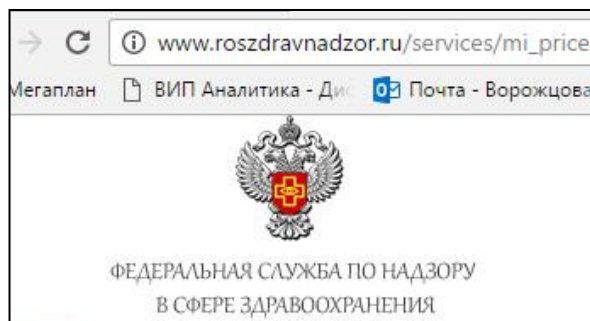 www.roszdravnadzor.ru/services/mi_price
Мегаплан ВИП Аналитика - Ди Почта - Ворожцова
ФЕДЕРАЛЬНАЯ СЛУЖБА ПО НАДЗОРУ
В СФЕРЕ ЗДРАВООХРАНЕНИЯ